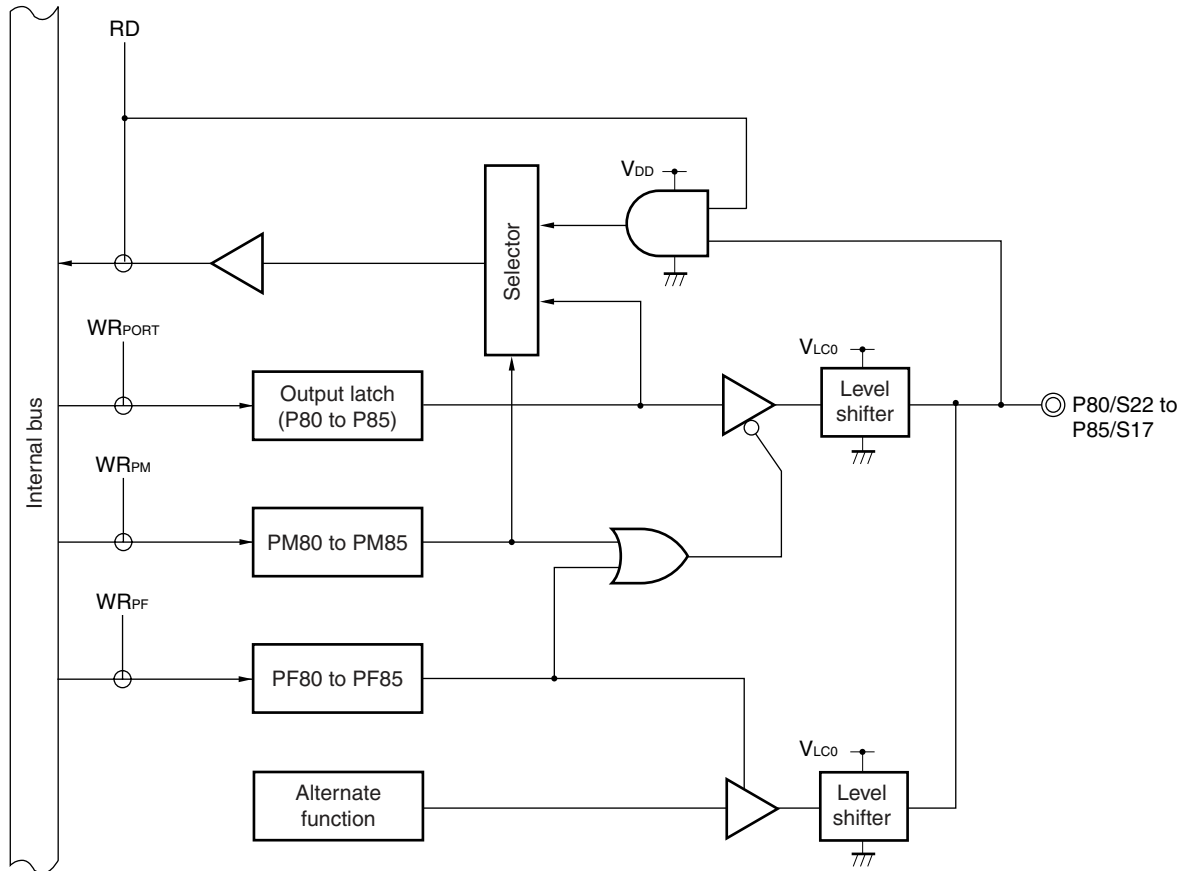 RD
VDD
Selector
WRPORT
VLC0
Output latch
(P80 to P85)
Level
shifter
P80/S22 to
P85/S17
Internal bus
WRPM
PM80 to PM85
WRPF
PF80 to PF85
VLC0
Alternate
function
Level
shifter